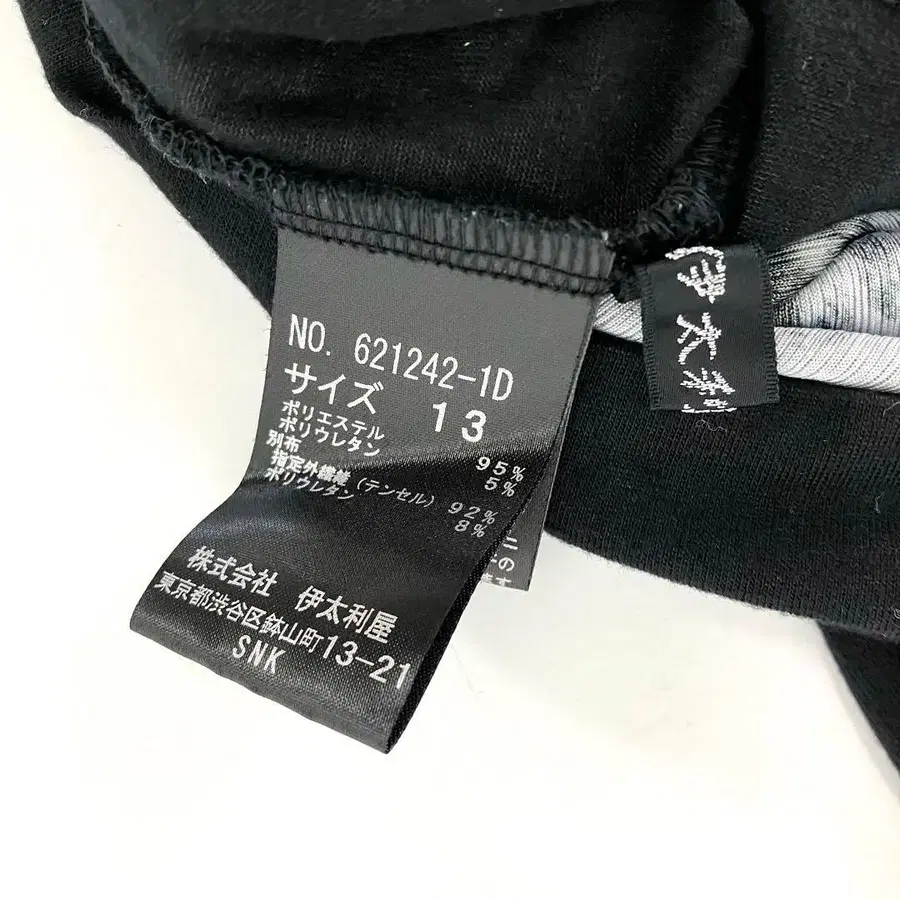 NO. 621242-1D
サイズ 13
ポリエステル 95%
ポリウレタン 5%
別布
指定外繊維(テンセル) 92%
ポリウレタン 8%
株式会社 伊太利屋
東京都渋谷区鉢山町13-21
SNK
伊太利